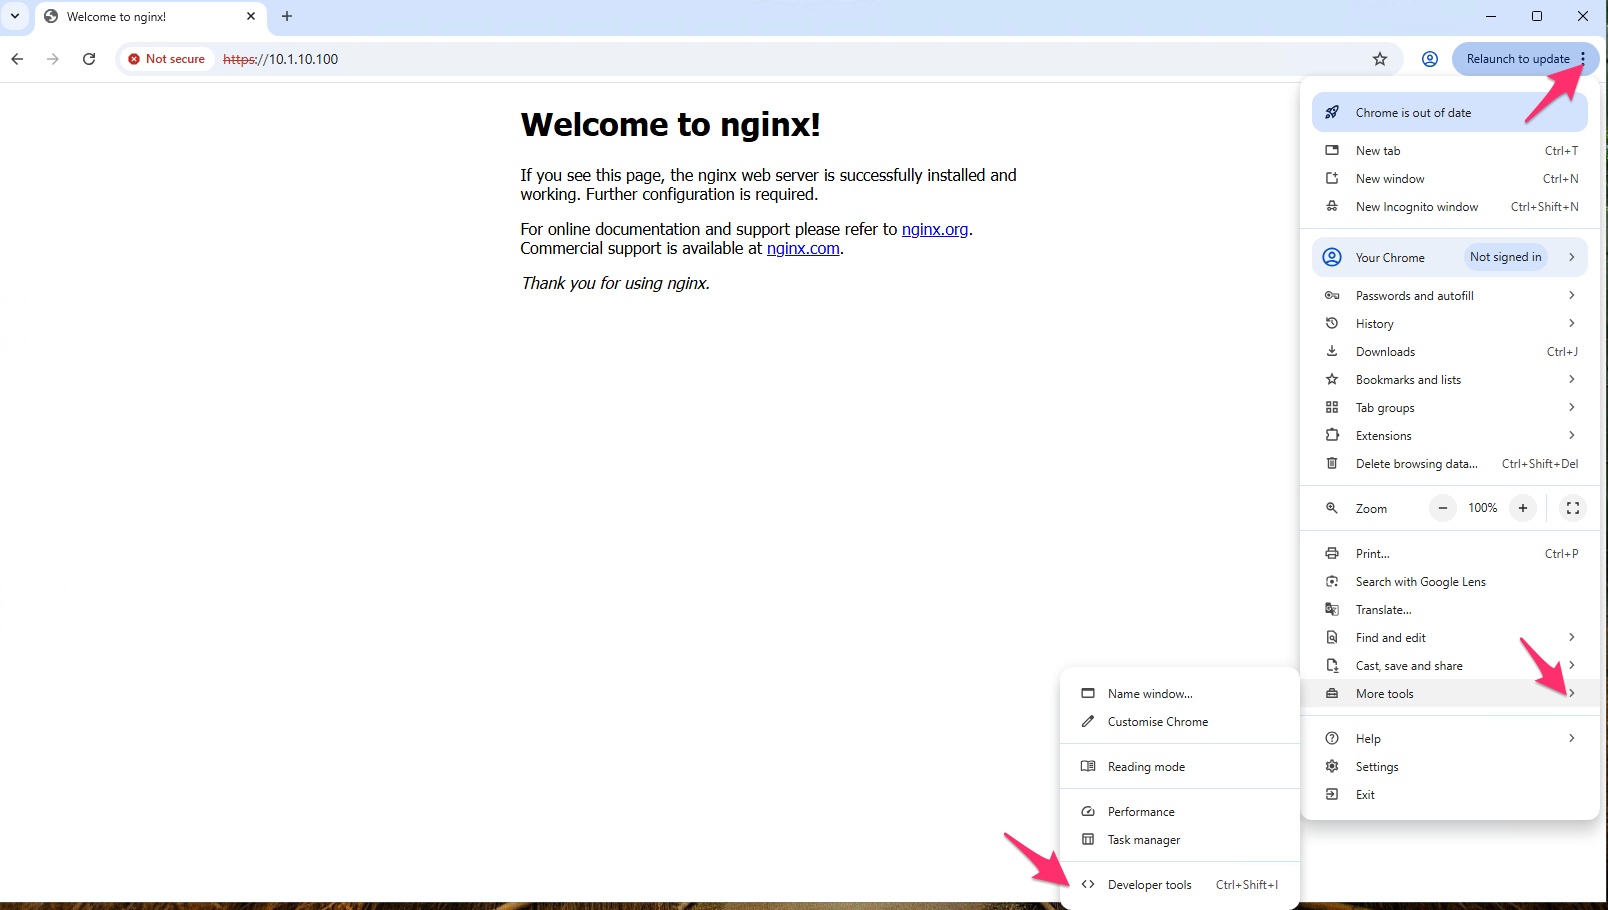 Welcome to nginx!
Not secure
https://10.1.10.100
Relaunch to update
Welcome to nginx!
If you see this page, the nginx web server is successfully installed and
working. Further configuration is required.
For online documentation and support please refer to nginx.org.
Commercial support is available at nginx.com.
Thank you for using nginx.
Chrome is out of date
New tab Ctrl+T
New window Ctrl+N
New Incognito window Ctrl+Shift+N
Your Chrome Not signed in
Passwords and autofill
History
Downloads Ctrl+J
Bookmarks and lists
Tab groups
Extensions
Delete browsing data... Ctrl+Shift+Del
Zoom 100%
Print... Ctrl+P
Search with Google Lens
Translate...
Find and edit
Cast, save and share
More tools
Help
Settings
Exit
Name window...
Customise Chrome
Reading mode
Performance
Task manager
Developer tools Ctrl+Shift+I